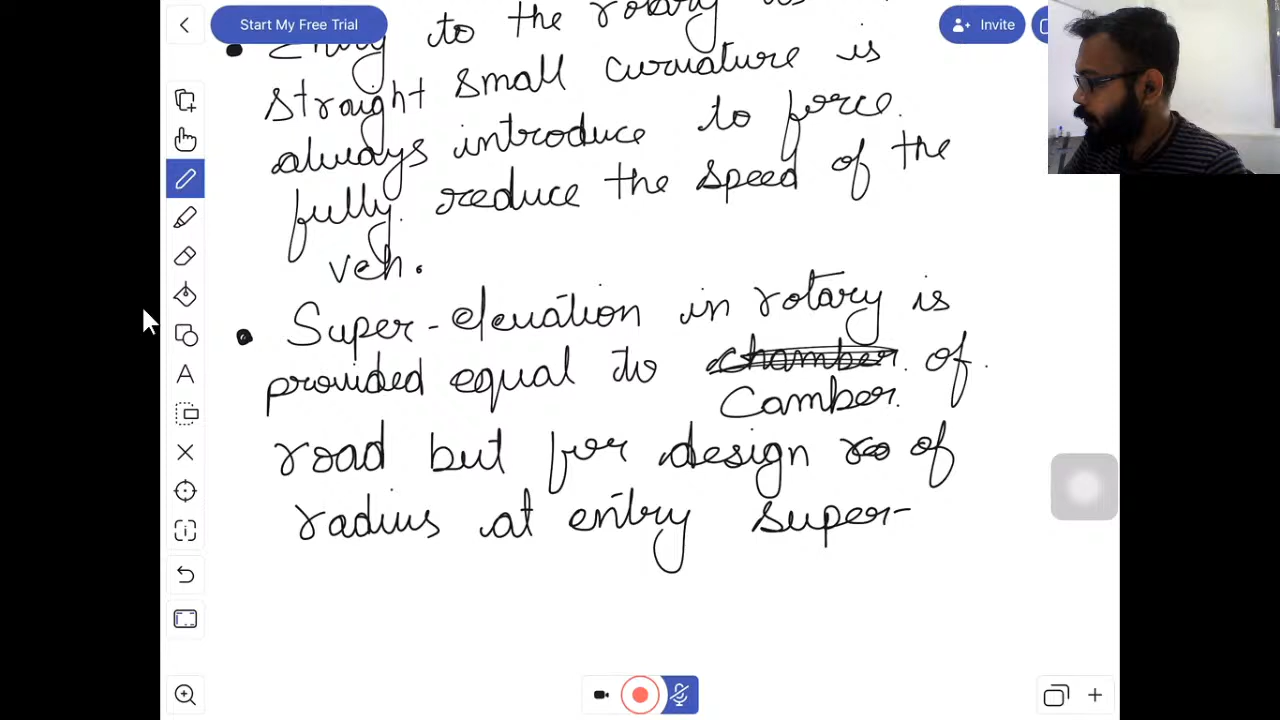 Start My Free Trial
Invite
to the rotary
Entry
straight small curvature is
always introduce to force
fully reduce the speed of the
veh.
• Super-elevation in rotary is
provided equal to chamber of
Camber
road but for design of
radius at entry super-